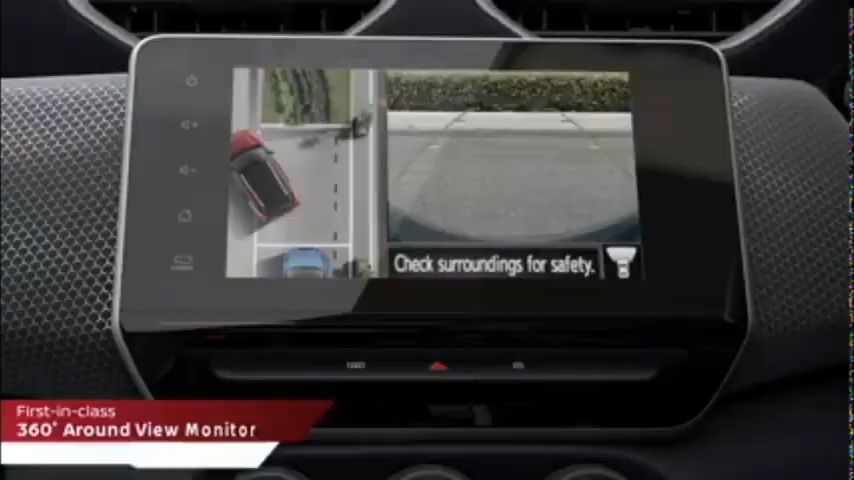 Check surroundings for safety.
First-in-class
360° Around View Monitor